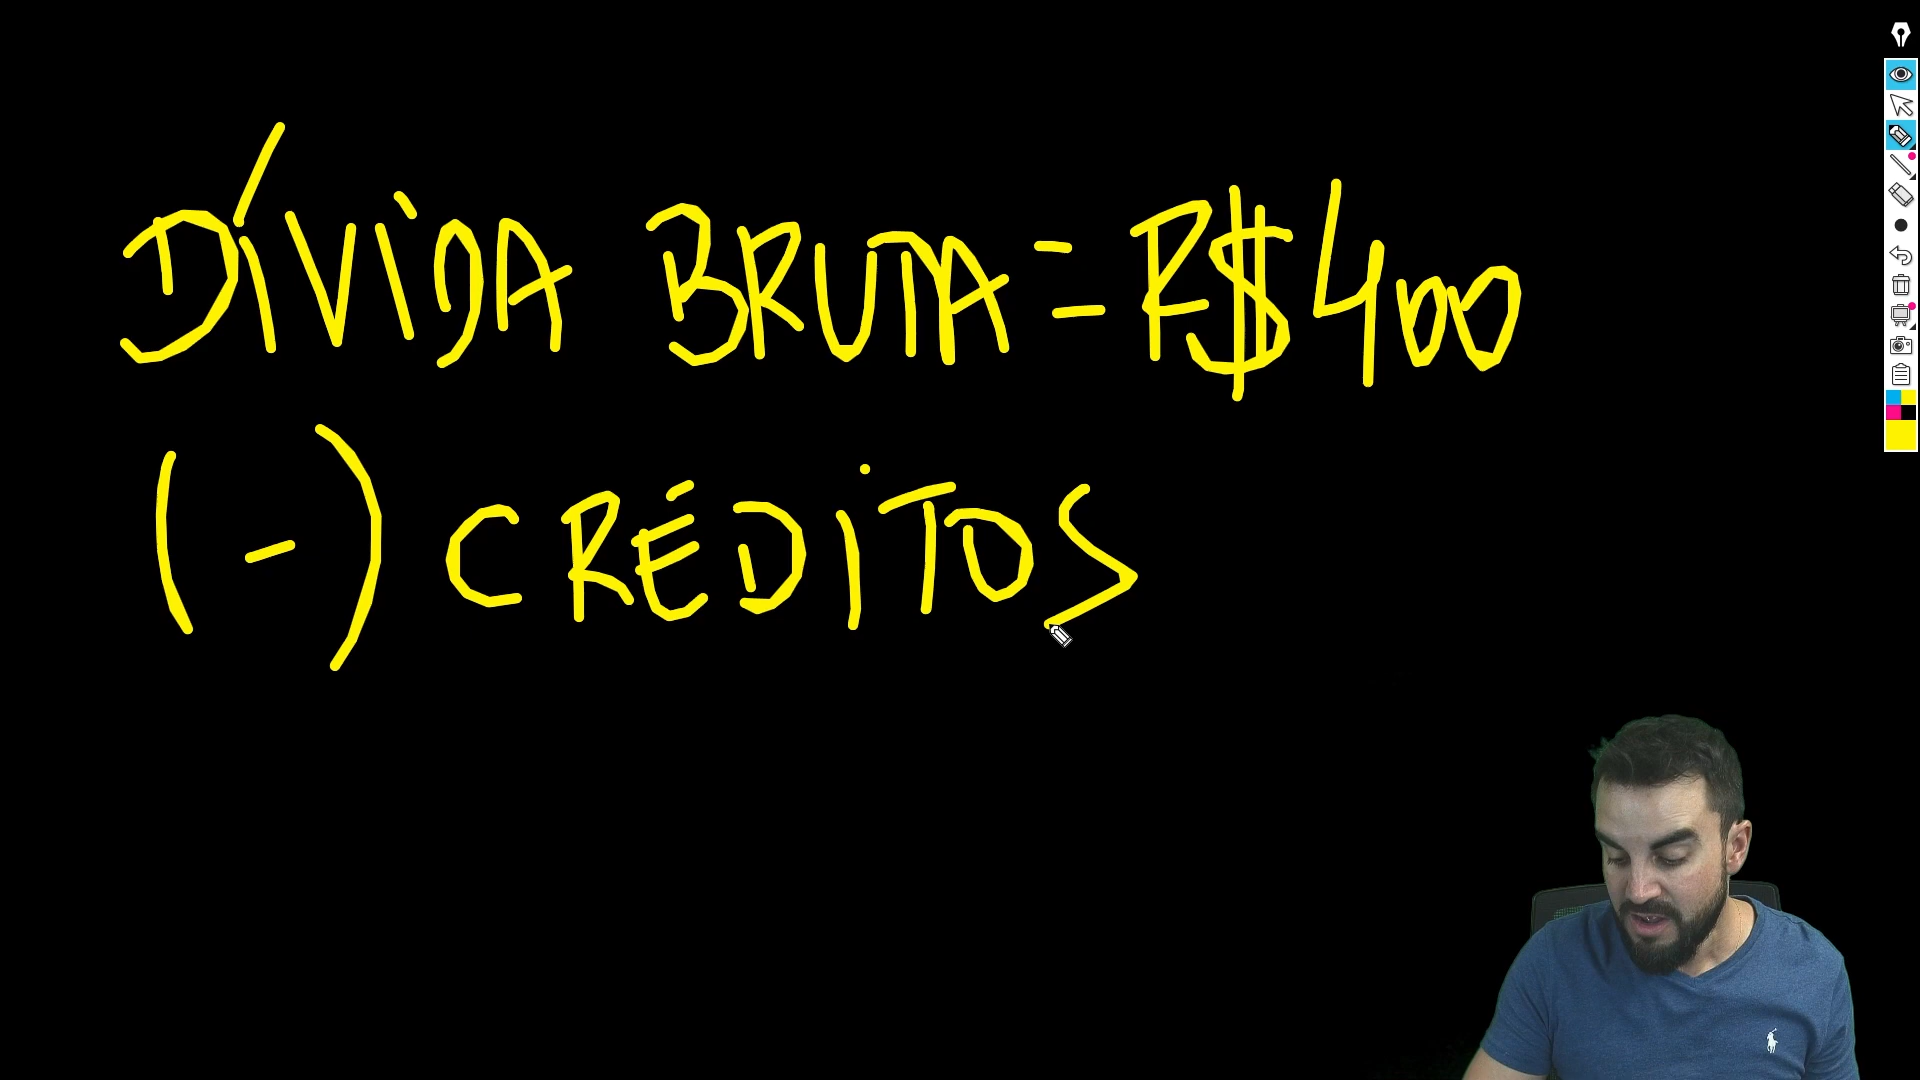 DÍVIDA BRUTA = R$400
(-) CRÉDITOS